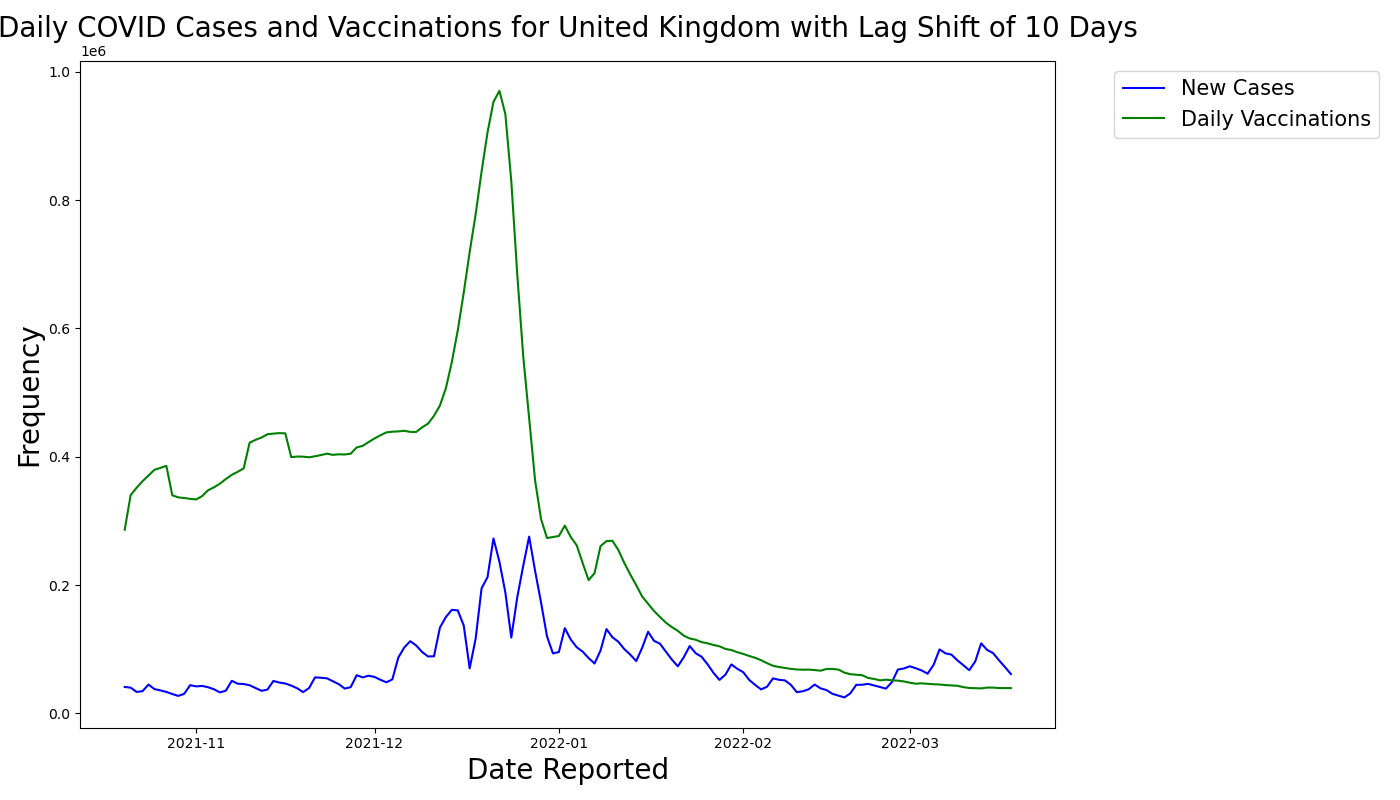 Daily COVID Cases and Vaccinations for United Kingdom with Lag Shift of 10 Days
1e6
1.0
0.8
0.6
0.4
0.2
0.0
Frequency
2021-11
2021-12
2022-01
2022-02
2022-03
Date Reported
New Cases
Daily Vaccinations